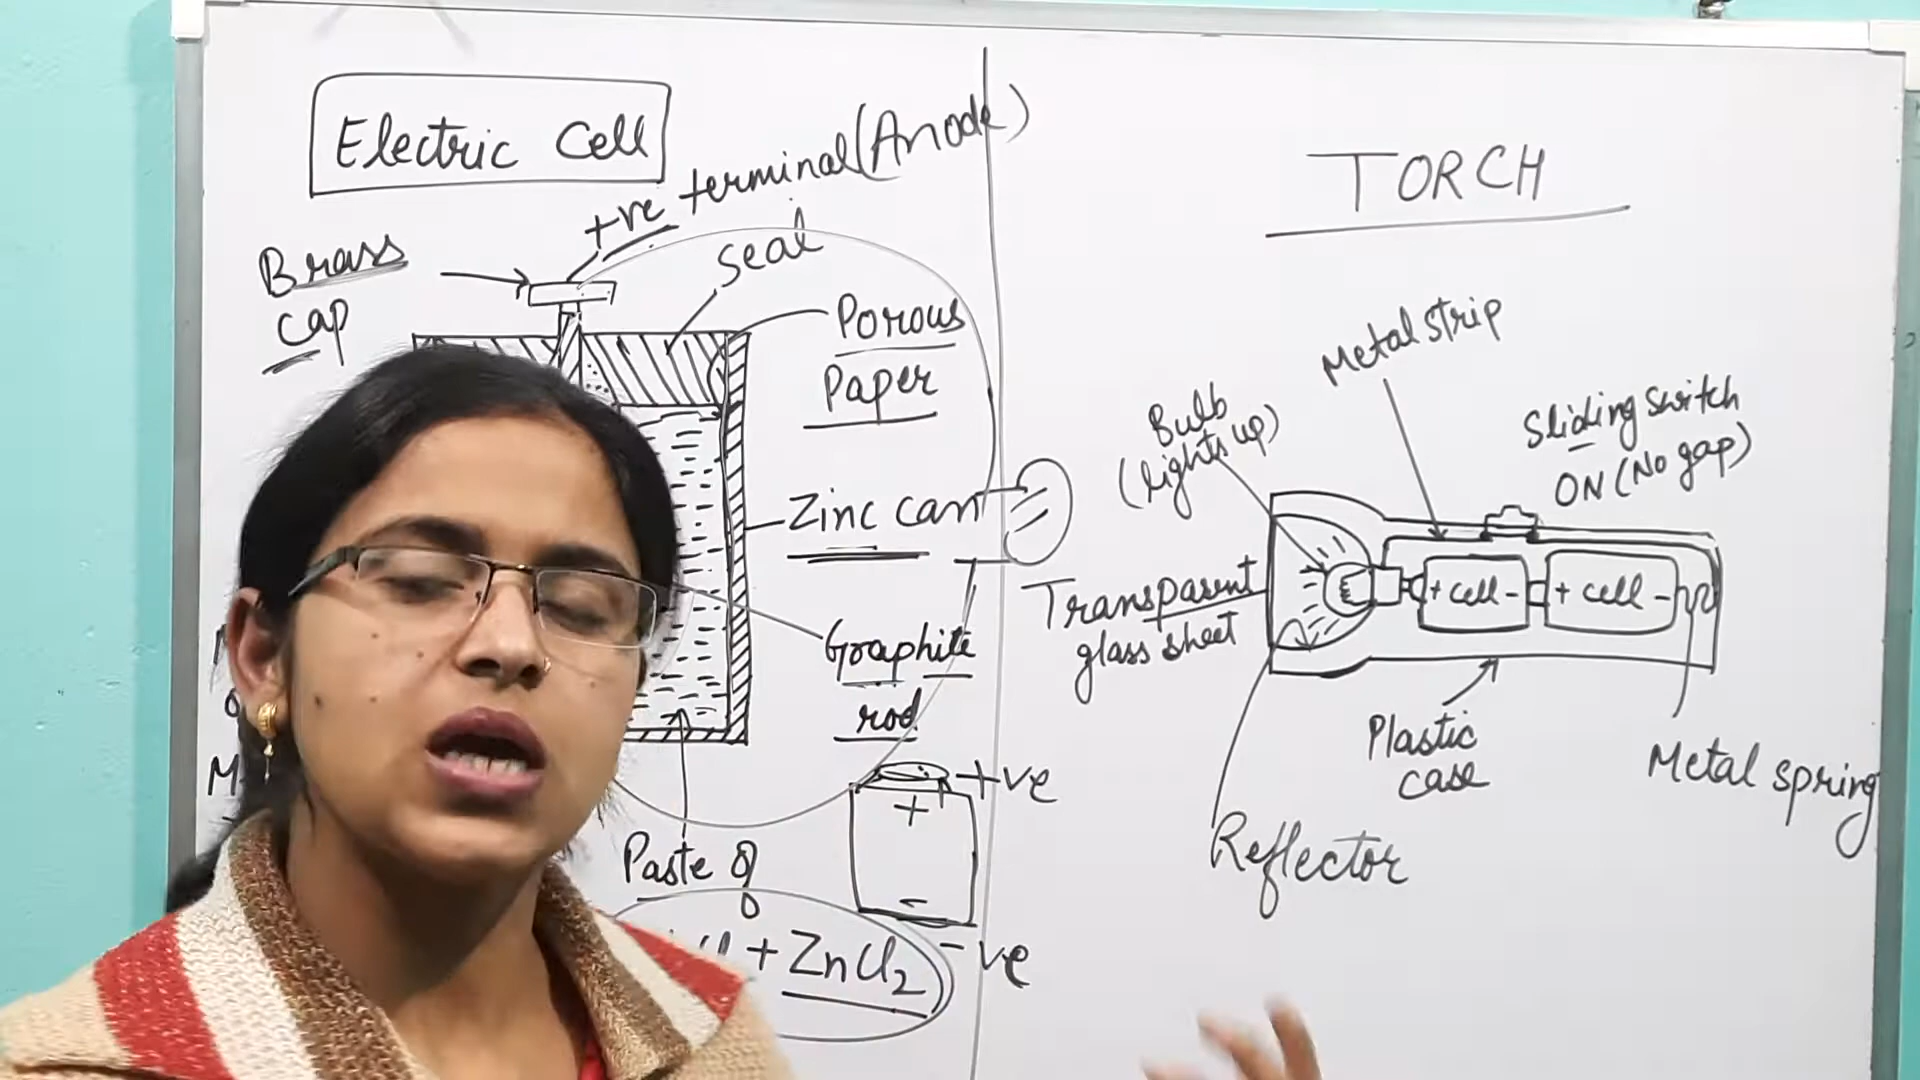 Electric Cell
+ve terminal (Anode)
Brass
cap
seal
Porous
Paper
Zinc can
Graphite
rod
+ve
+
-
-ve
Paste of
+ ZnCl2
TORCH
Metal strip
Bulb
(lights up)
Sliding switch
ON (No gap)
+ cell -
+ cell -
Transparent
glass sheet
Plastic
case
Metal spring
Reflector